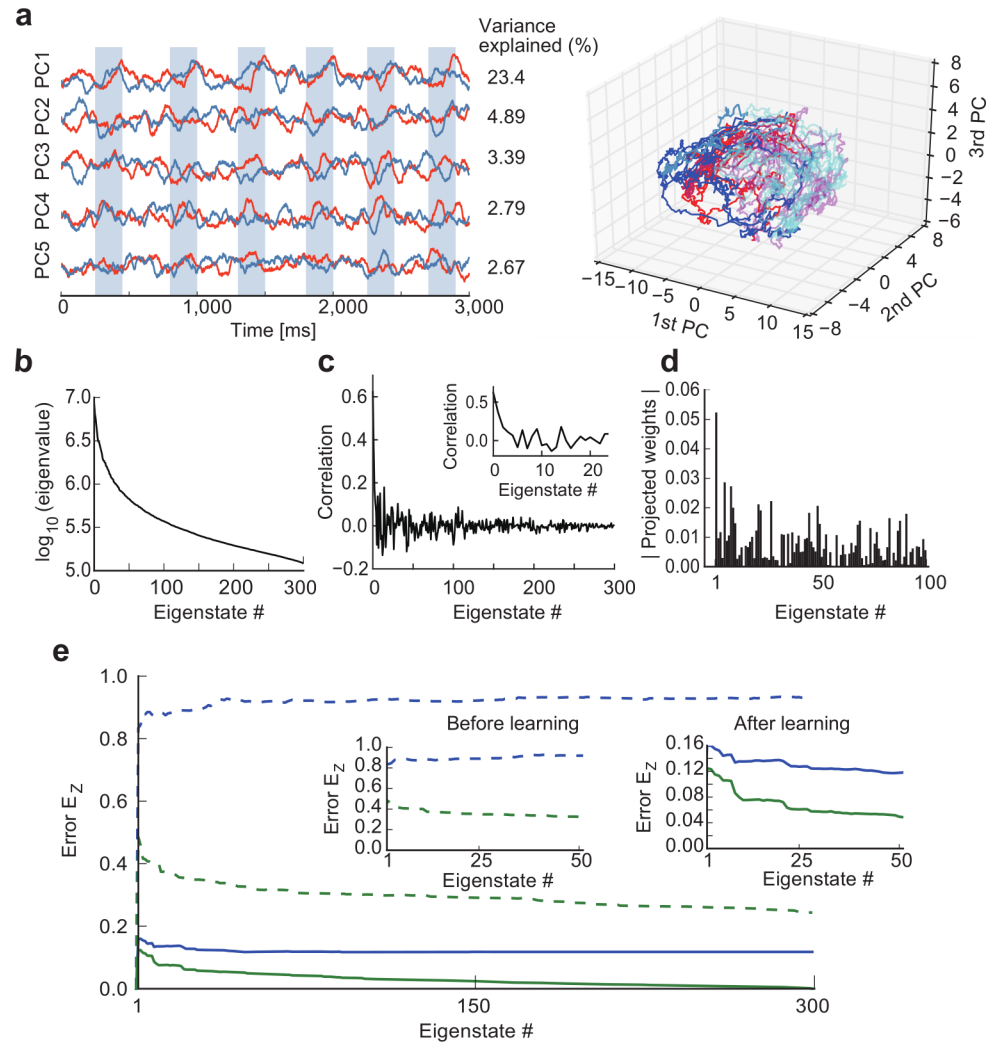 a
Variance
explained (%)
PC1
23.4
PC2
4.89
PC3
3.39
PC4
2.79
PC5
2.67
0
1,000
2,000
3,000
Time [ms]
8
6
4
2
0
−2
−4
−6
3rd PC
−15
−10
−5
0
5
10
15
1st PC
−8
−4
0
4
8
2nd PC
b
7.0
6.5
6.0
5.5
5.0
log10 (eigenvalue)
0
100
200
300
Eigenstate #
c
0.6
0.4
0.2
0.0
−0.2
Correlation
0
100
200
300
Eigenstate #
0.5
0.0
Correlation
0
10
20
Eigenstate #
d
0.06
0.05
0.04
0.03
0.02
0.01
0.00
| Projected weights |
1
50
100
Eigenstate #
e
1.0
0.8
0.6
0.4
0.2
0.0
Error EZ
1
150
300
Eigenstate #
Before learning
1.0
0.8
0.6
0.4
0.2
0.0
Error EZ
1
25
50
Eigenstate #
After learning
0.16
0.12
0.08
0.04
0.00
Error EZ
1
25
50
Eigenstate #